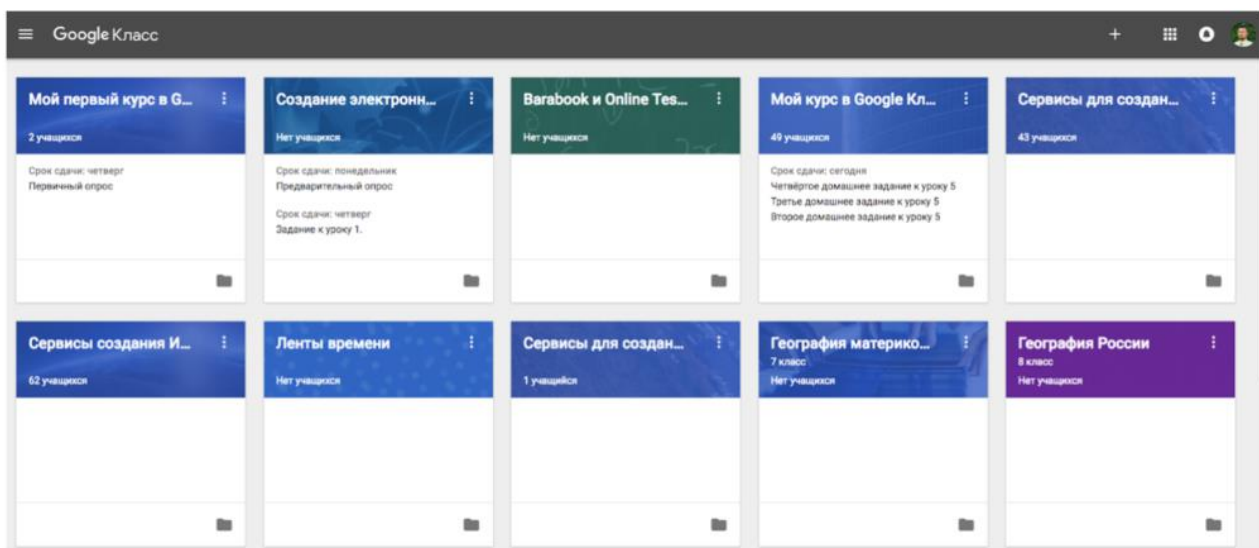 Google Класс
Мой первый курс в G...
2 учащихся
Срок сдачи: четверг
Первичный опрос
Создание электронн...
Нет учащихся
Срок сдачи: понедельник
Предварительный опрос
Срок сдачи: четверг
Задание к уроку 1.
Barabook и Online Tes...
Нет учащихся
Мой курс в Google Кл...
49 учащихся
Срок сдачи: сегодня
Четвёртое домашнее задание к уроку 5
Третье домашнее задание к уроку 5
Второе домашнее задание к уроку 5
Сервисы для создан...
43 учащихся
Сервисы создания И...
62 учащихся
Ленты времени
Нет учащихся
Сервисы для создан...
1 учащийся
География материко...
7 класс
Нет учащихся
География России
8 класс
Нет учащихся